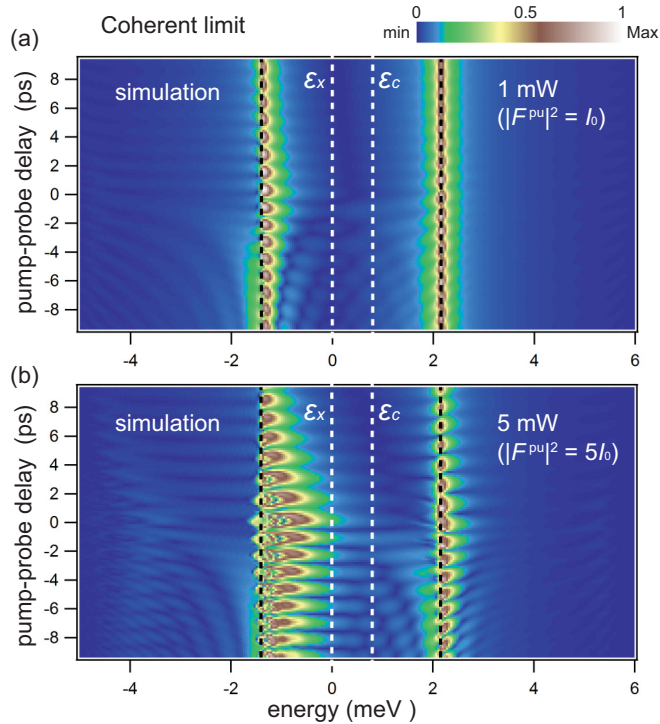 (a)
Coherent limit
0 0.5 1
min Max
simulation
εx
εc
1 mW
(|F^pu|² = I₀)
pump-probe delay (ps)
8
6
4
2
0
-2
-4
-6
-8
-4 -2 0 2 4 6
(b)
simulation
εx
εc
5 mW
(|F^pu|² = 5I₀)
pump-probe delay (ps)
8
6
4
2
0
-2
-4
-6
-8
-4 -2 0 2 4 6
energy (meV )